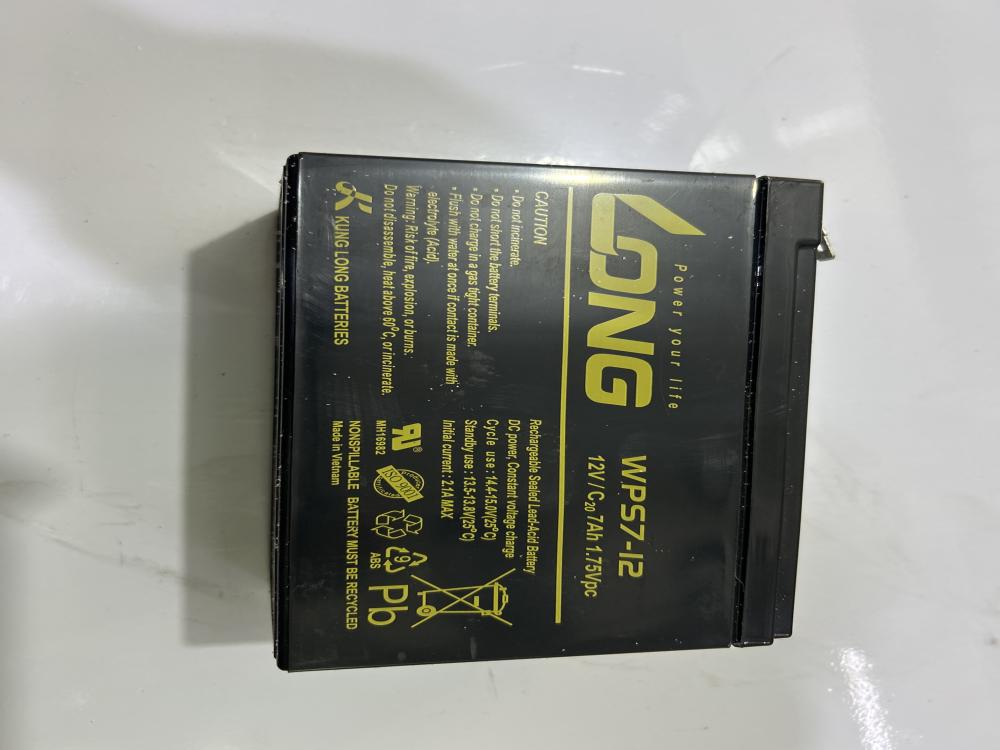 Power your life
LONG
WPS7-12
12V/C20 7Ah 1.75Vpc
CAUTION
• Do not incinerate.
• Do not short the battery terminals.
• Do not charge in a gas tight container.
• Flush with water at once if contact is made with
electrolyte (Acid).
Warning: Risk of fire, explosion, or burns.
Do not disassemble, heat above 60°C, or incinerate.
KUNG LONG BATTERIES
Rechargeable Sealed Lead-Acid Battery
DC power, Constant voltage charge
Cycle use : 14.4-15.0V(25°C)
Standby use : 13.5-13.8V(25°C)
Initial current : 2.1A MAX
MH16982
ISO 9001
9
ABS
Pb
NONSPILLABLE BATTERY MUST BE RECYCLED
Made in Vietnam